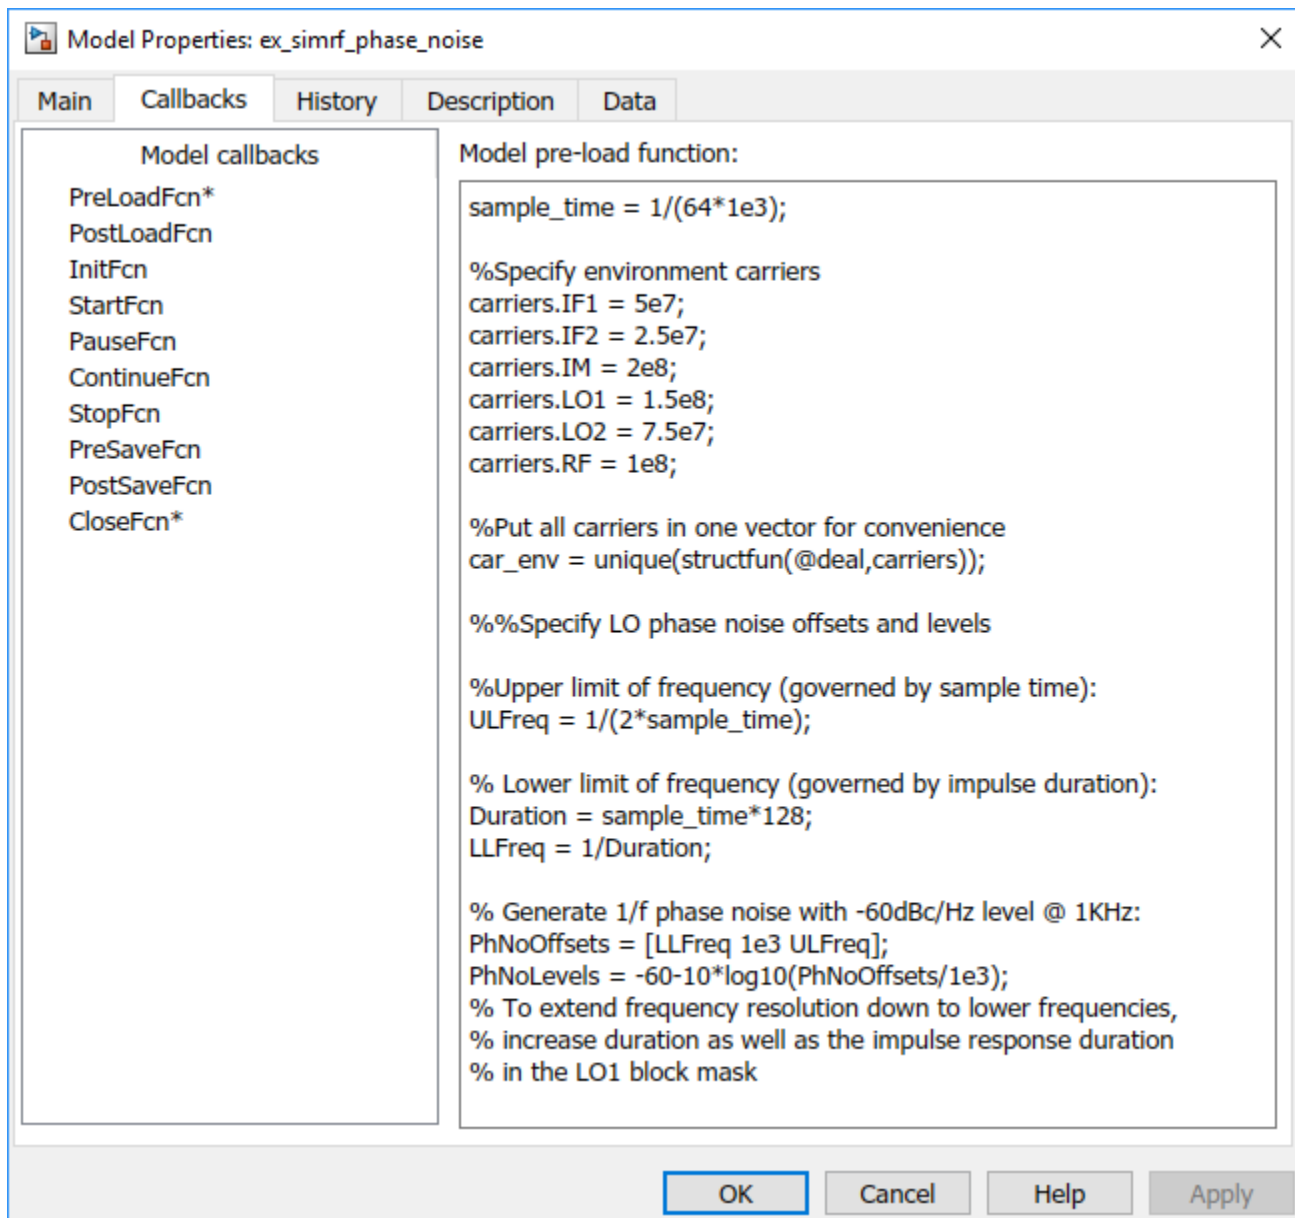 Model Properties: ex_simrf_phase_noise
Main Callbacks History Description Data
Model callbacks
PreLoadFcn*
PostLoadFcn
InitFcn
StartFcn
PauseFcn
ContinueFcn
StopFcn
PreSaveFcn
PostSaveFcn
CloseFcn*
Model pre-load function:
sample_time = 1/(64*1e3);
%Specify environment carriers
carriers.IF1 = 5e7;
carriers.IF2 = 2.5e7;
carriers.IM = 2e8;
carriers.LO1 = 1.5e8;
carriers.LO2 = 7.5e7;
carriers.RF = 1e8;
%Put all carriers in one vector for convenience
car_env = unique(structfun(@deal,carriers));
%%Specify LO phase noise offsets and levels
%Upper limit of frequency (governed by sample time):
ULFreq = 1/(2*sample_time);
% Lower limit of frequency (governed by impulse duration):
Duration = sample_time*128;
LLFreq = 1/Duration;
% Generate 1/f phase noise with -60dBc/Hz level @ 1KHz:
PhNoOffsets = [LLFreq 1e3 ULFreq];
PhNoLevels = -60-10*log10(PhNoOffsets/1e3);
% To extend frequency resolution down to lower frequencies,
% increase duration as well as the impulse response duration
% in the LO1 block mask
OK Cancel Help Apply